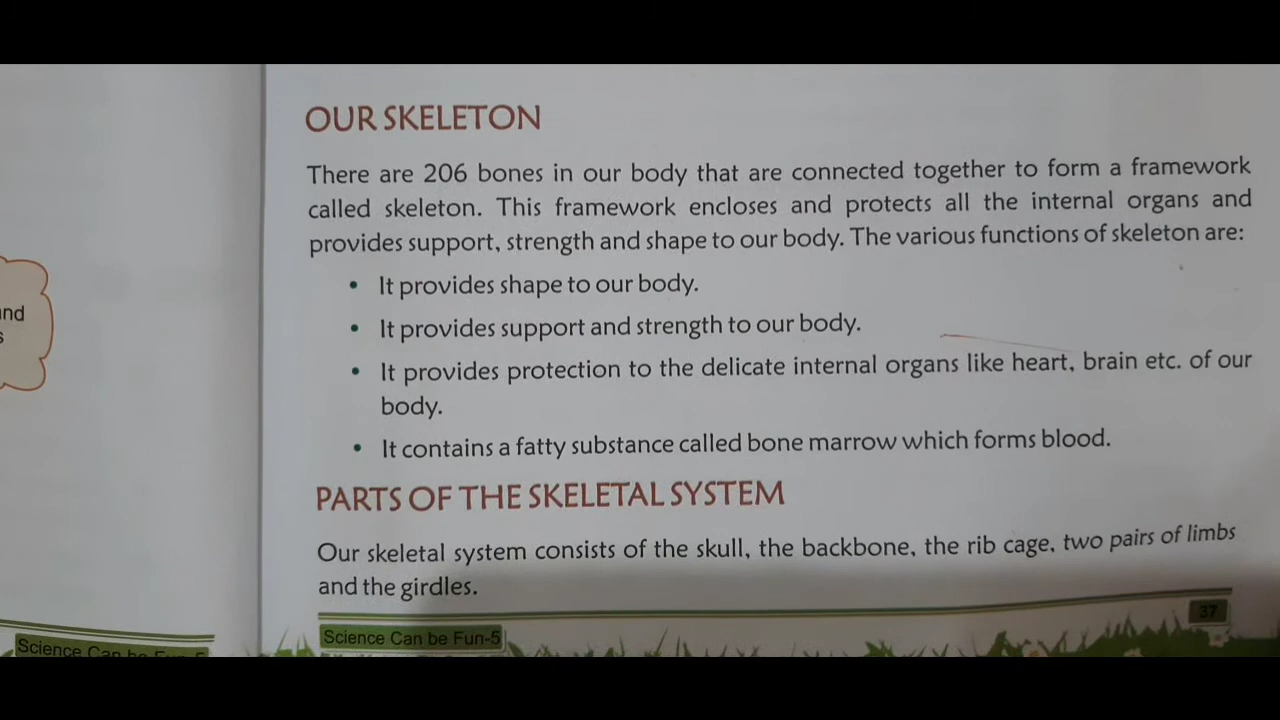 OUR SKELETON
There are 206 bones in our body that are connected together to form a framework
called skeleton. This framework encloses and protects all the internal organs and
provides support, strength and shape to our body. The various functions of skeleton are:
• It provides shape to our body.
• It provides support and strength to our body.
• It provides protection to the delicate internal organs like heart, brain etc. of our
body.
• It contains a fatty substance called bone marrow which forms blood.
PARTS OF THE SKELETAL SYSTEM
Our skeletal system consists of the skull, the backbone, the rib cage, two pairs of limbs
and the girdles.
37
Science Can be Fun-5
Science Can be Fun-5